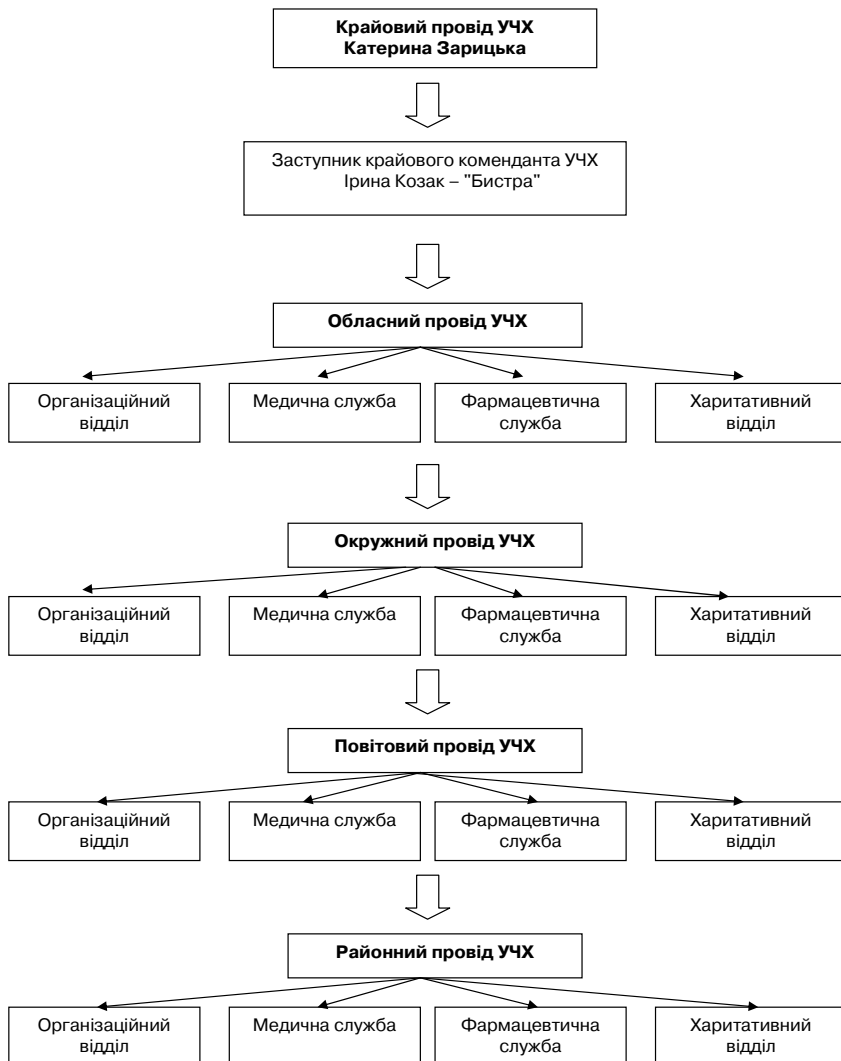 Крайовий провід УЧХ
Катерина Зарицька
Заступник крайового коменданта УЧХ
Ірина Козак – "Бистра"
Обласний провід УЧХ
Організаційний
відділ
Медична служба
Фармацевтична
служба
Харитативний
відділ
Окружний провід УЧХ
Організаційний
відділ
Медична служба
Фармацевтична
служба
Харитативний
відділ
Повітовий провід УЧХ
Організаційний
відділ
Медична служба
Фармацевтична
служба
Харитативний
відділ
Районний провід УЧХ
Організаційний
відділ
Медична служба
Фармацевтична
служба
Харитативний
відділ